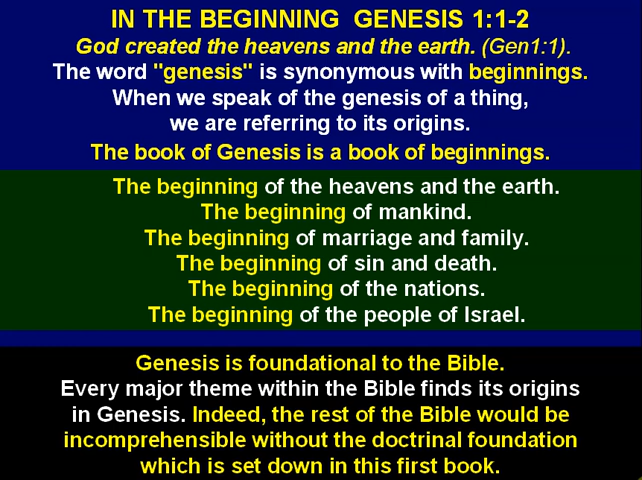 IN THE BEGINNING  GENESIS 1:1-2
God created the heavens and the earth. (Gen1:1).
The word "genesis" is synonymous with beginnings.
When we speak of the genesis of a thing,
we are referring to its origins.
The book of Genesis is a book of beginnings.
The beginning of the heavens and the earth.
The beginning of mankind.
The beginning of marriage and family.
The beginning of sin and death.
The beginning of the nations.
The beginning of the people of Israel.
Genesis is foundational to the Bible.
Every major theme within the Bible finds its origins
in Genesis. Indeed, the rest of the Bible would be
incomprehensible without the doctrinal foundation
which is set down in this first book.